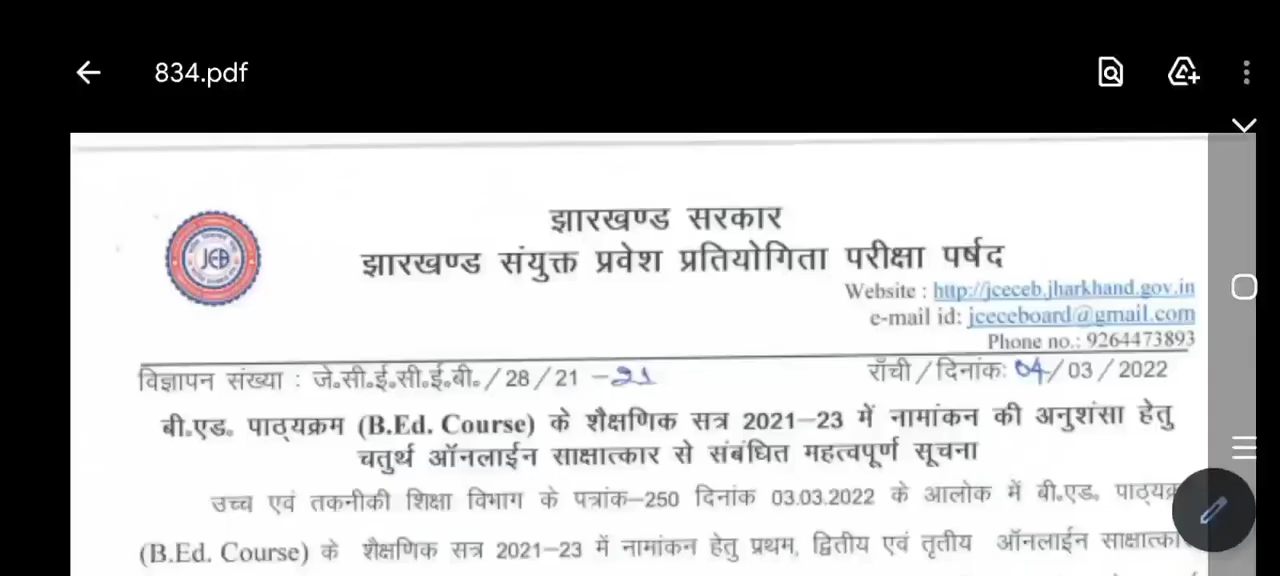 834.pdf
JCEB
झारखण्ड सरकार
झारखण्ड संयुक्त प्रवेश प्रतियोगिता परीक्षा पर्षद
Website : http://jceceb.jharkhand.gov.in
e-mail id: jceceboard@gmail.com
Phone no.: 9264473893
विज्ञापन संख्या : जे॰सी॰ई॰सी॰ई॰बी॰/28/21 -21
राँची/दिनांकः 04/03/2022
बी॰एड॰ पाठ्यक्रम (B.Ed. Course) के शैक्षणिक सत्र 2021-23 में नामांकन की अनुशंसा हेतु
चतुर्थ ऑनलाईन साक्षात्कार से संबंधित महत्वपूर्ण सूचना
उच्च एवं तकनीकी शिक्षा विभाग के पत्रांक-250 दिनांक 03.03.2022 के आलोक में बी॰एड॰
(B.Ed. Course) के शैक्षणिक सत्र 2021-23 में नामांकन हेतु प्रथम, द्वितीय एवं तृतीय ऑनलाईन